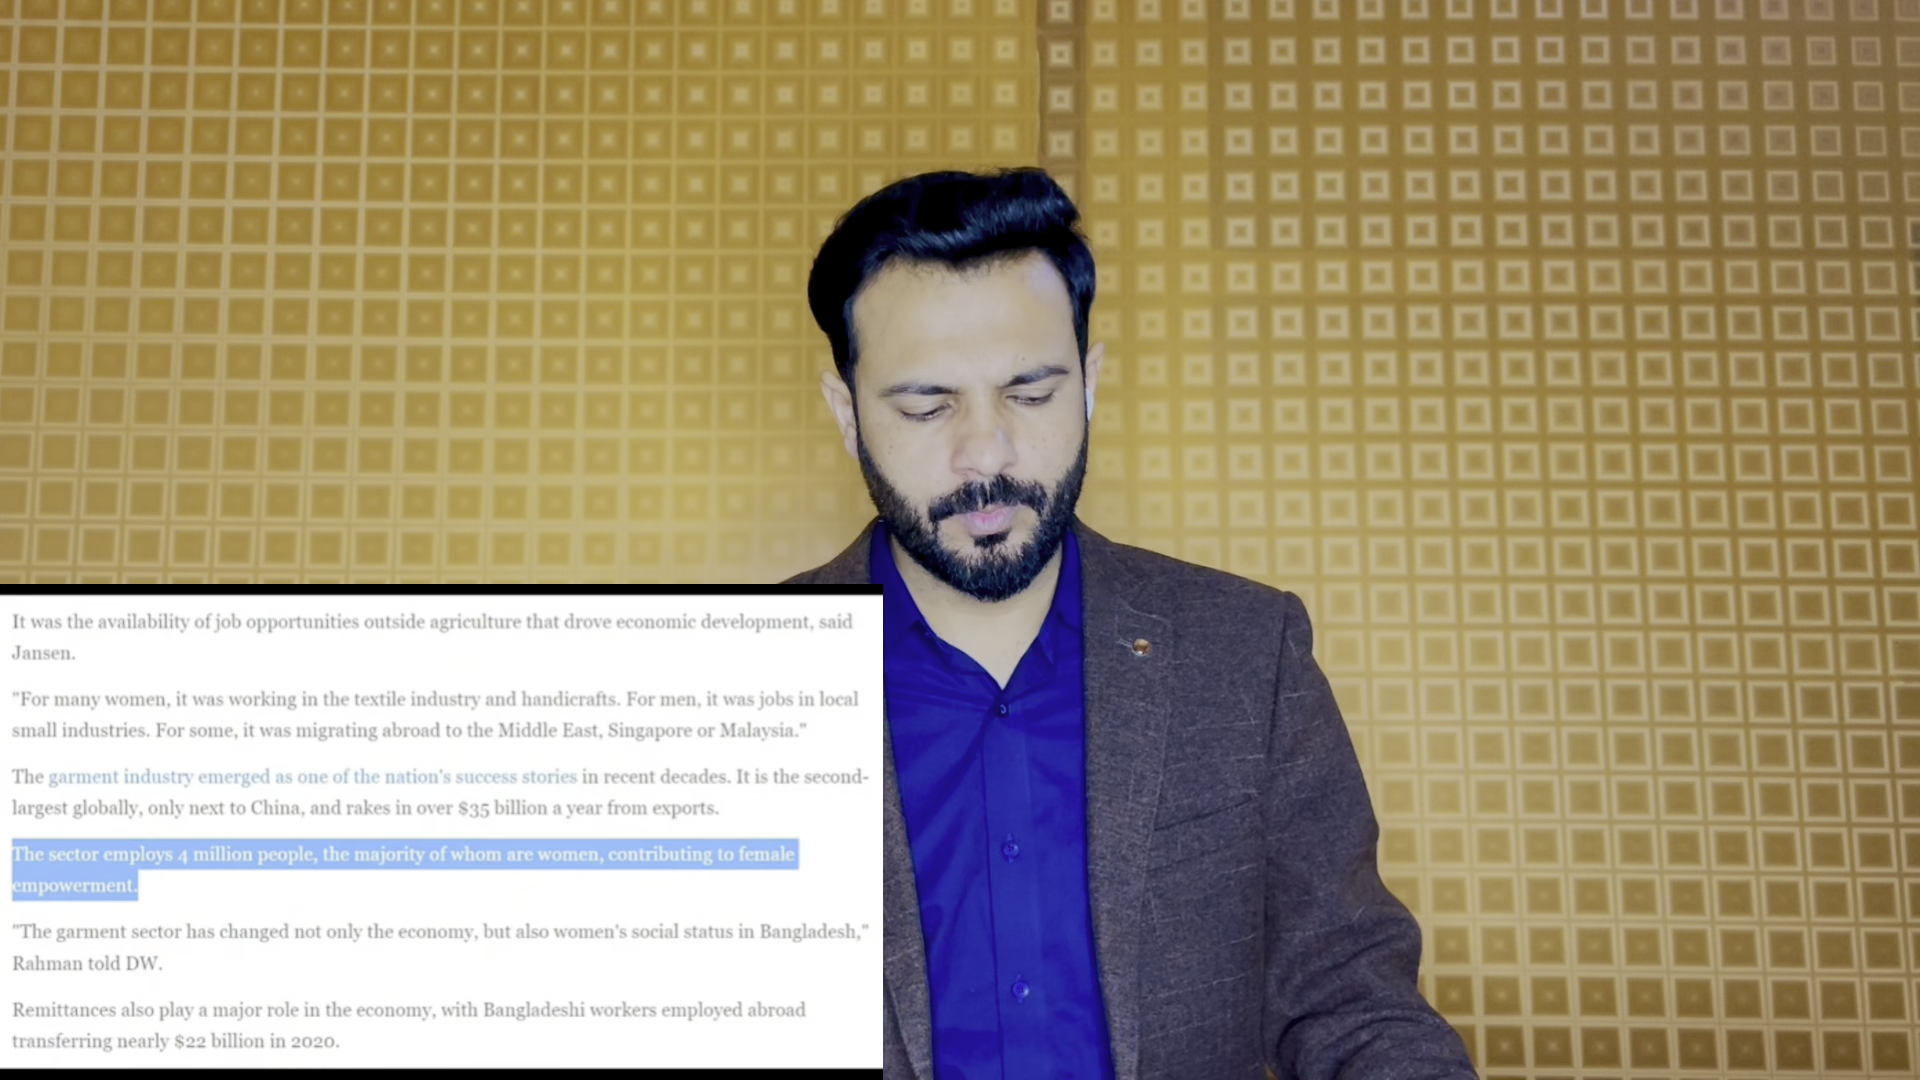 It was the availability of job opportunities outside agriculture that drove economic development, said
Jansen.
"For many women, it was working in the textile industry and handicrafts. For men, it was jobs in local
small industries. For some, it was migrating abroad to the Middle East, Singapore or Malaysia."
The garment industry emerged as one of the nation's success stories in recent decades. It is the second-
largest globally, only next to China, and rakes in over $35 billion a year from exports.
The sector employs 4 million people, the majority of whom are women, contributing to female
empowerment.
"The garment sector has changed not only the economy, but also women's social status in Bangladesh,"
Rahman told DW.
Remittances also play a major role in the economy, with Bangladeshi workers employed abroad
transferring nearly $22 billion in 2020.